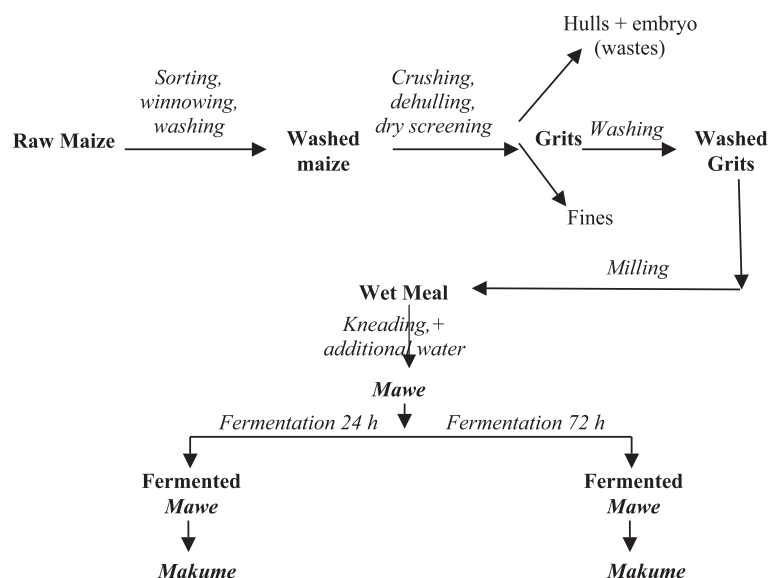 Hulls + embryo
(wastes)
Sorting,
winnowing,
washing
Crushing,
dehulling,
dry screening
Raw Maize
Washed
maize
Grits
Washing
Washed
Grits
Fines
Milling
Wet Meal
Kneading,+
additional water
Mawe
Fermentation 24 h
Fermentation 72 h
Fermented
Mawe
Fermented
Mawe
Makume
Makume